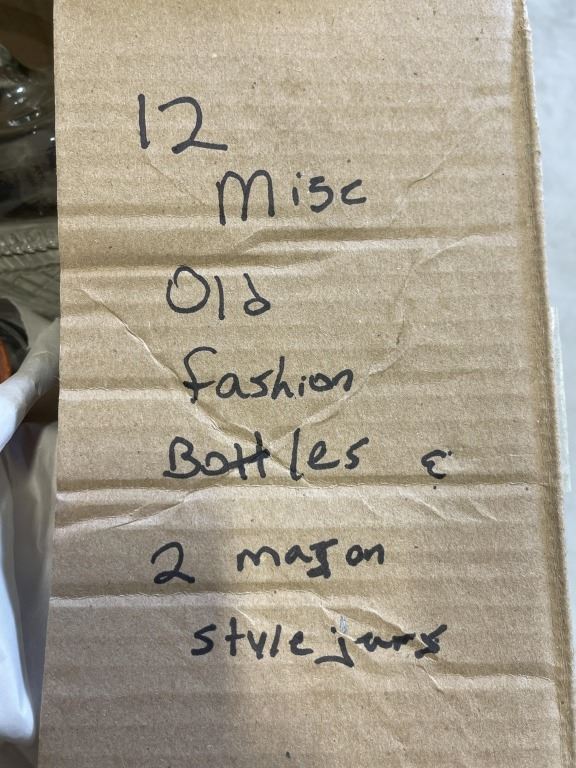 12
Misc
Old
fashion
Bottles &
2 mason
style jars